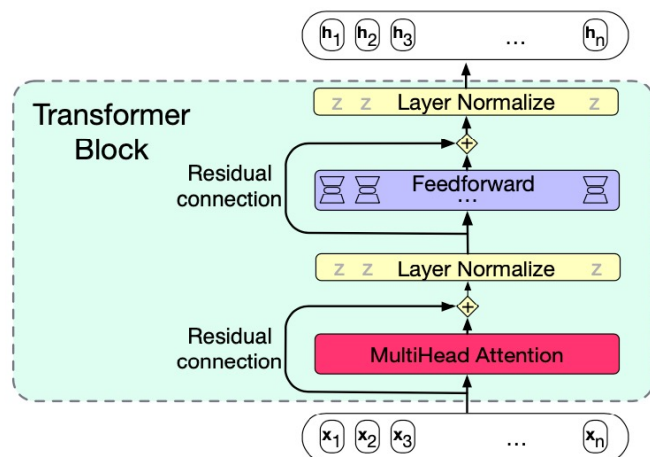 h1 h2 h3 ... hn
Transformer
Block
z z Layer Normalize z
+
Residual
connection
Feedforward
...
z z Layer Normalize z
+
Residual
connection
MultiHead Attention
x1 x2 x3 ... xn